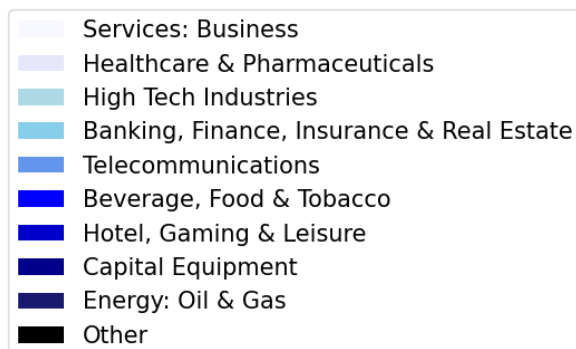 Services: Business
Healthcare & Pharmaceuticals
High Tech Industries
Banking, Finance, Insurance & Real Estate
Telecommunications
Beverage, Food & Tobacco
Hotel, Gaming & Leisure
Capital Equipment
Energy: Oil & Gas
Other